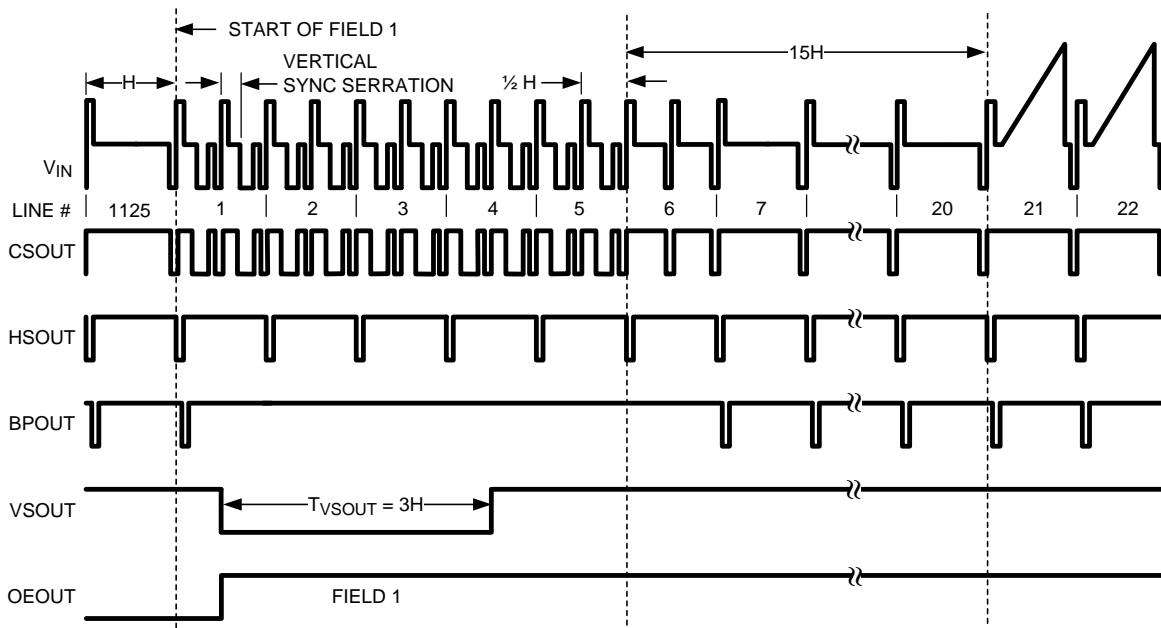 START OF FIELD 1
VERTICAL
SYNC SERRATION
H
½ H
15H
VIN
LINE #
1125 1 2 3 4 5 6 7 20 21 22
CSOUT
HSOUT
BPOUT
VSOUT
TVSOUT = 3H
OEOUT
FIELD 1